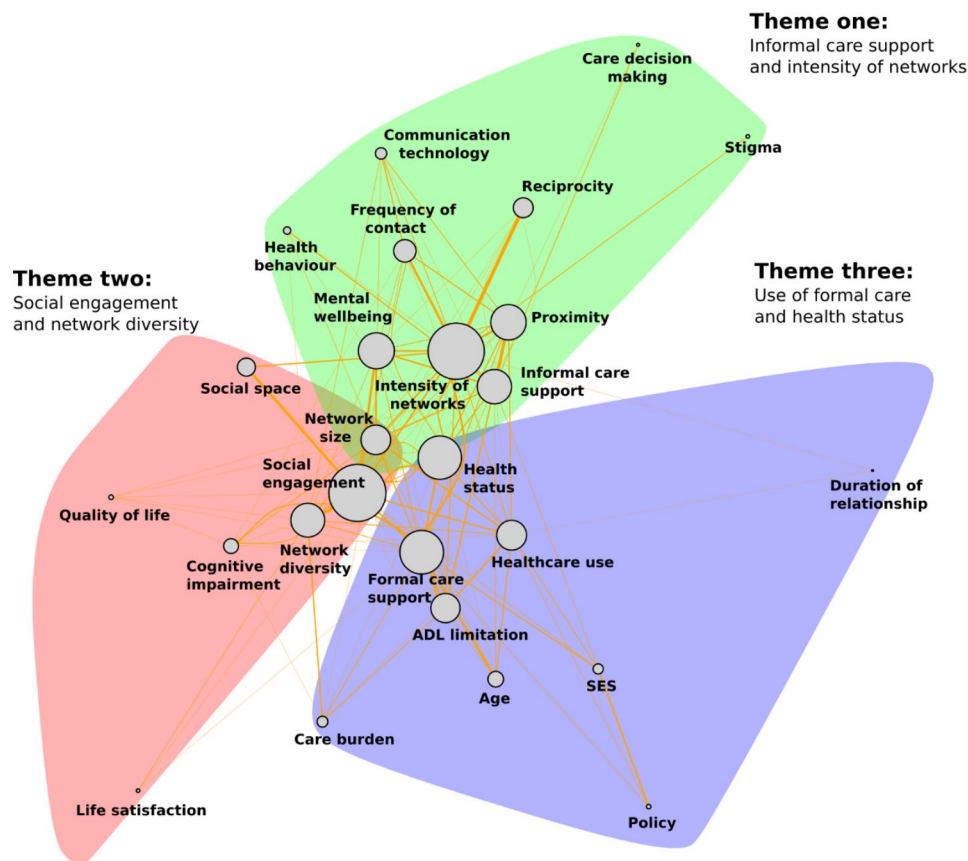 Theme one:
Informal care support
and intensity of networks
Care decision
making
Communication
technology
Stigma
Reciprocity
Frequency of
contact
Health
behaviour
Theme two:
Social engagement
and network diversity
Theme three:
Use of formal care
and health status
Mental
wellbeing
Proximity
Social space
Intensity of
networks
Informal care
support
Network
size
Social
engagement
Health
status
Duration of
relationship
Quality of life
Cognitive
impairment
Network
diversity
Formal care
support
Healthcare use
ADL limitation
Age
SES
Care burden
Life satisfaction
Policy